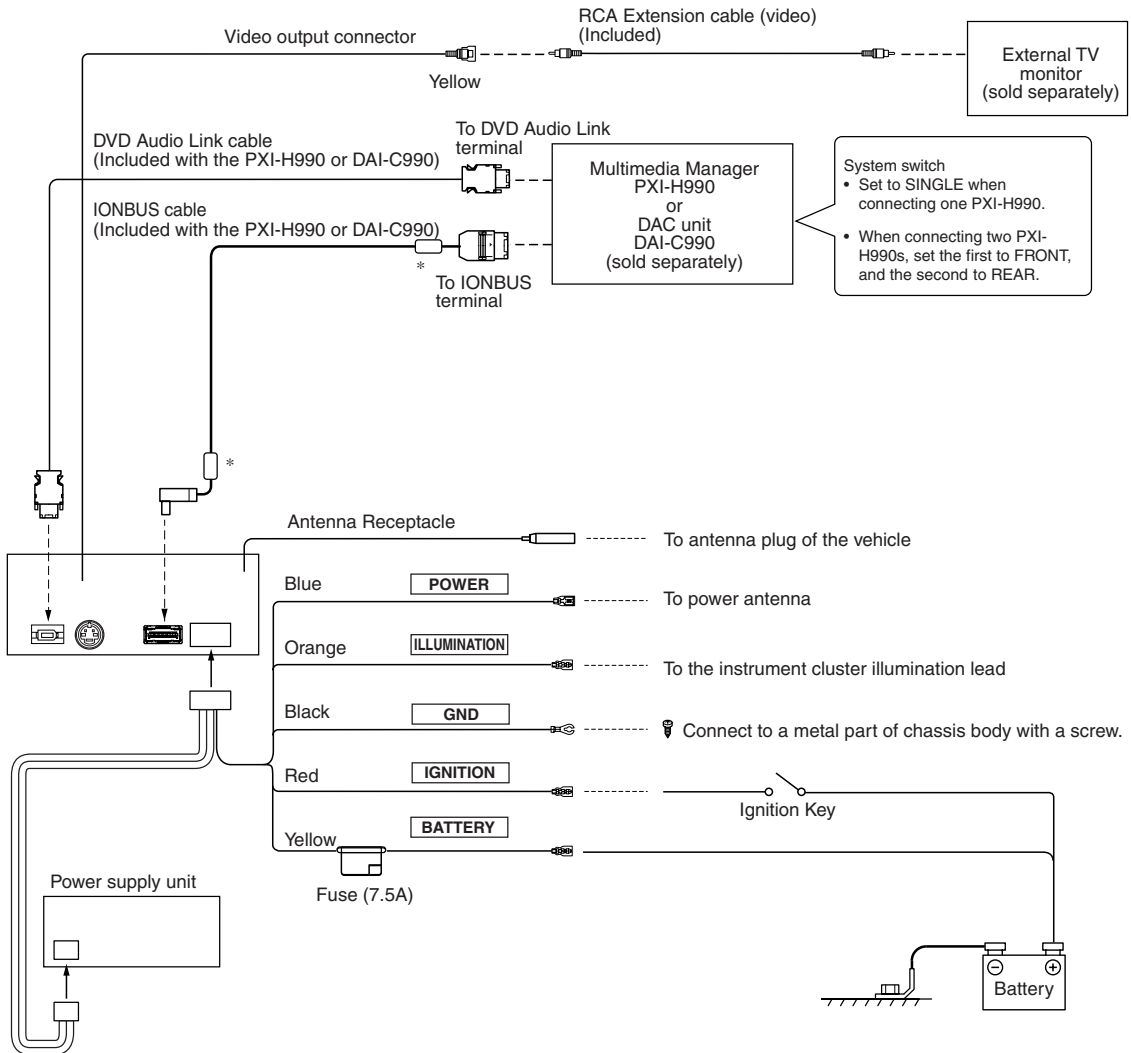 RCA Extension cable (video)
(Included)
Video output connector
Yellow
External TV
monitor
(sold separately)
DVD Audio Link cable
(Included with the PXI-H990 or DAI-C990)
To DVD Audio Link
terminal
IONBUS cable
(Included with the PXI-H990 or DAI-C990)
*
To IONBUS
terminal
Multimedia Manager
PXI-H990
or
DAC unit
DAI-C990
(sold separately)
System switch
• Set to SINGLE when
connecting one PXI-H990.
• When connecting two PXI-
H990s, set the first to FRONT,
and the second to REAR.
*
Antenna Receptacle
To antenna plug of the vehicle
Blue
POWER
To power antenna
Orange
ILLUMINATION
To the instrument cluster illumination lead
Black
GND
Connect to a metal part of chassis body with a screw.
Red
IGNITION
Ignition Key
Yellow
BATTERY
Fuse (7.5A)
Power supply unit
− +
Battery